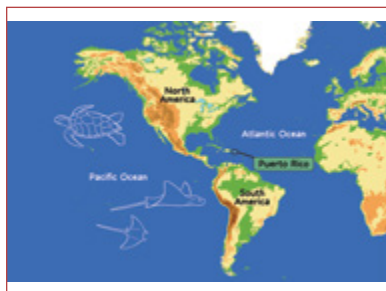 North
America
Atlantic Ocean
Puerto Rico
Pacific Ocean
South
America